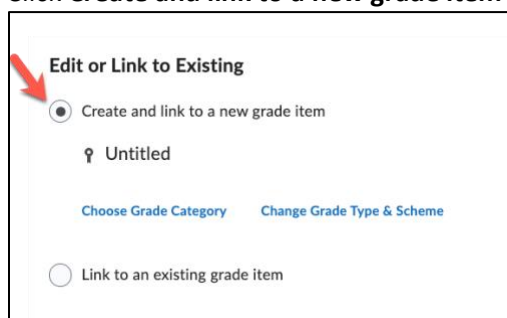 Click Create and link to a new grade item
Edit or Link to Existing
Create and link to a new grade item
Untitled
Choose Grade Category Change Grade Type & Scheme
Link to an existing grade item